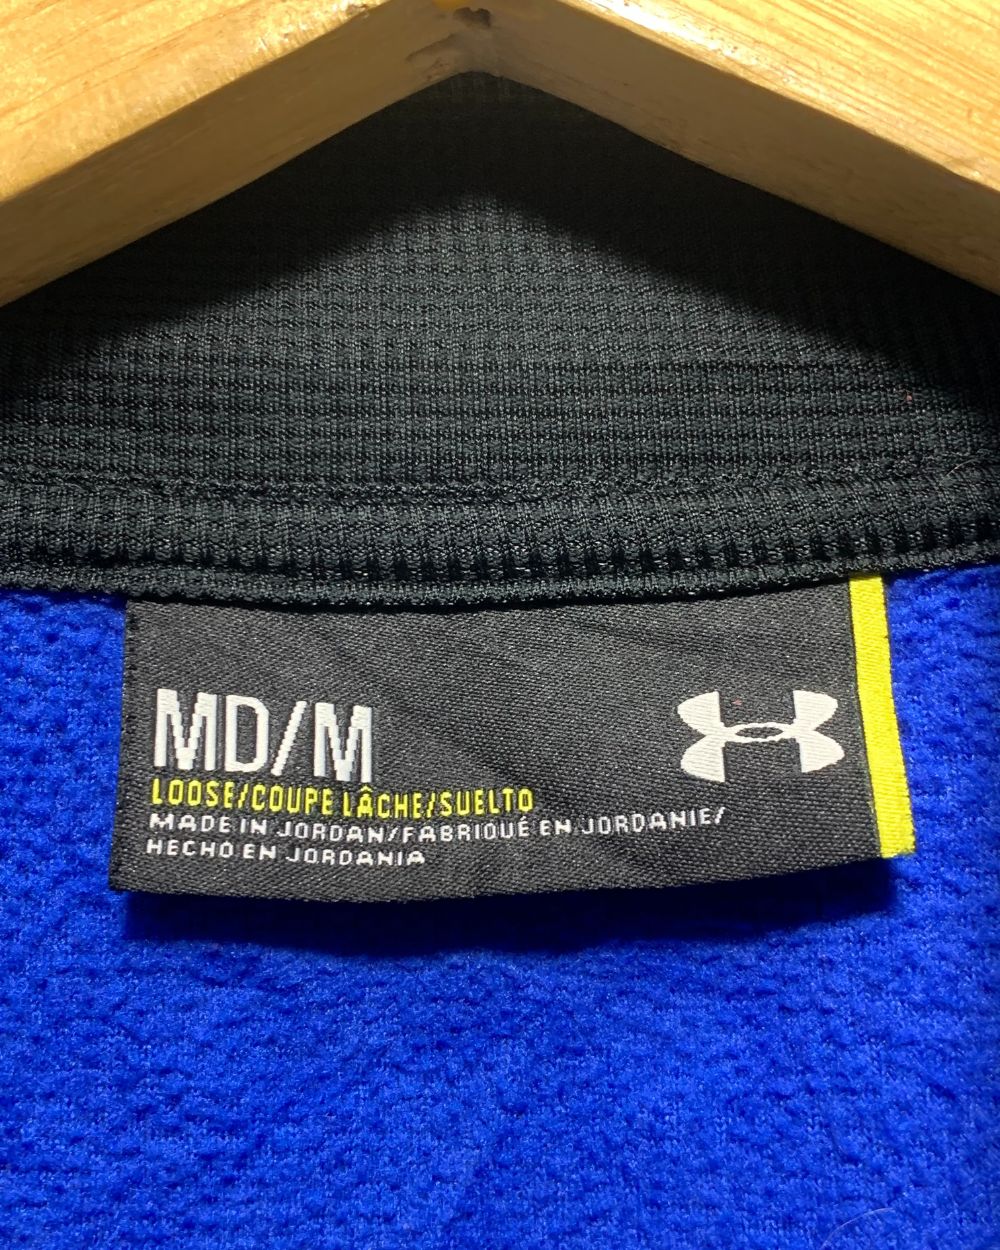 MD/M
LOOSE/COUPE LÂCHE/SUELTO
MADE IN JORDAN/FABRIQUÉ EN JORDANIE/
HECHO EN JORDANIA